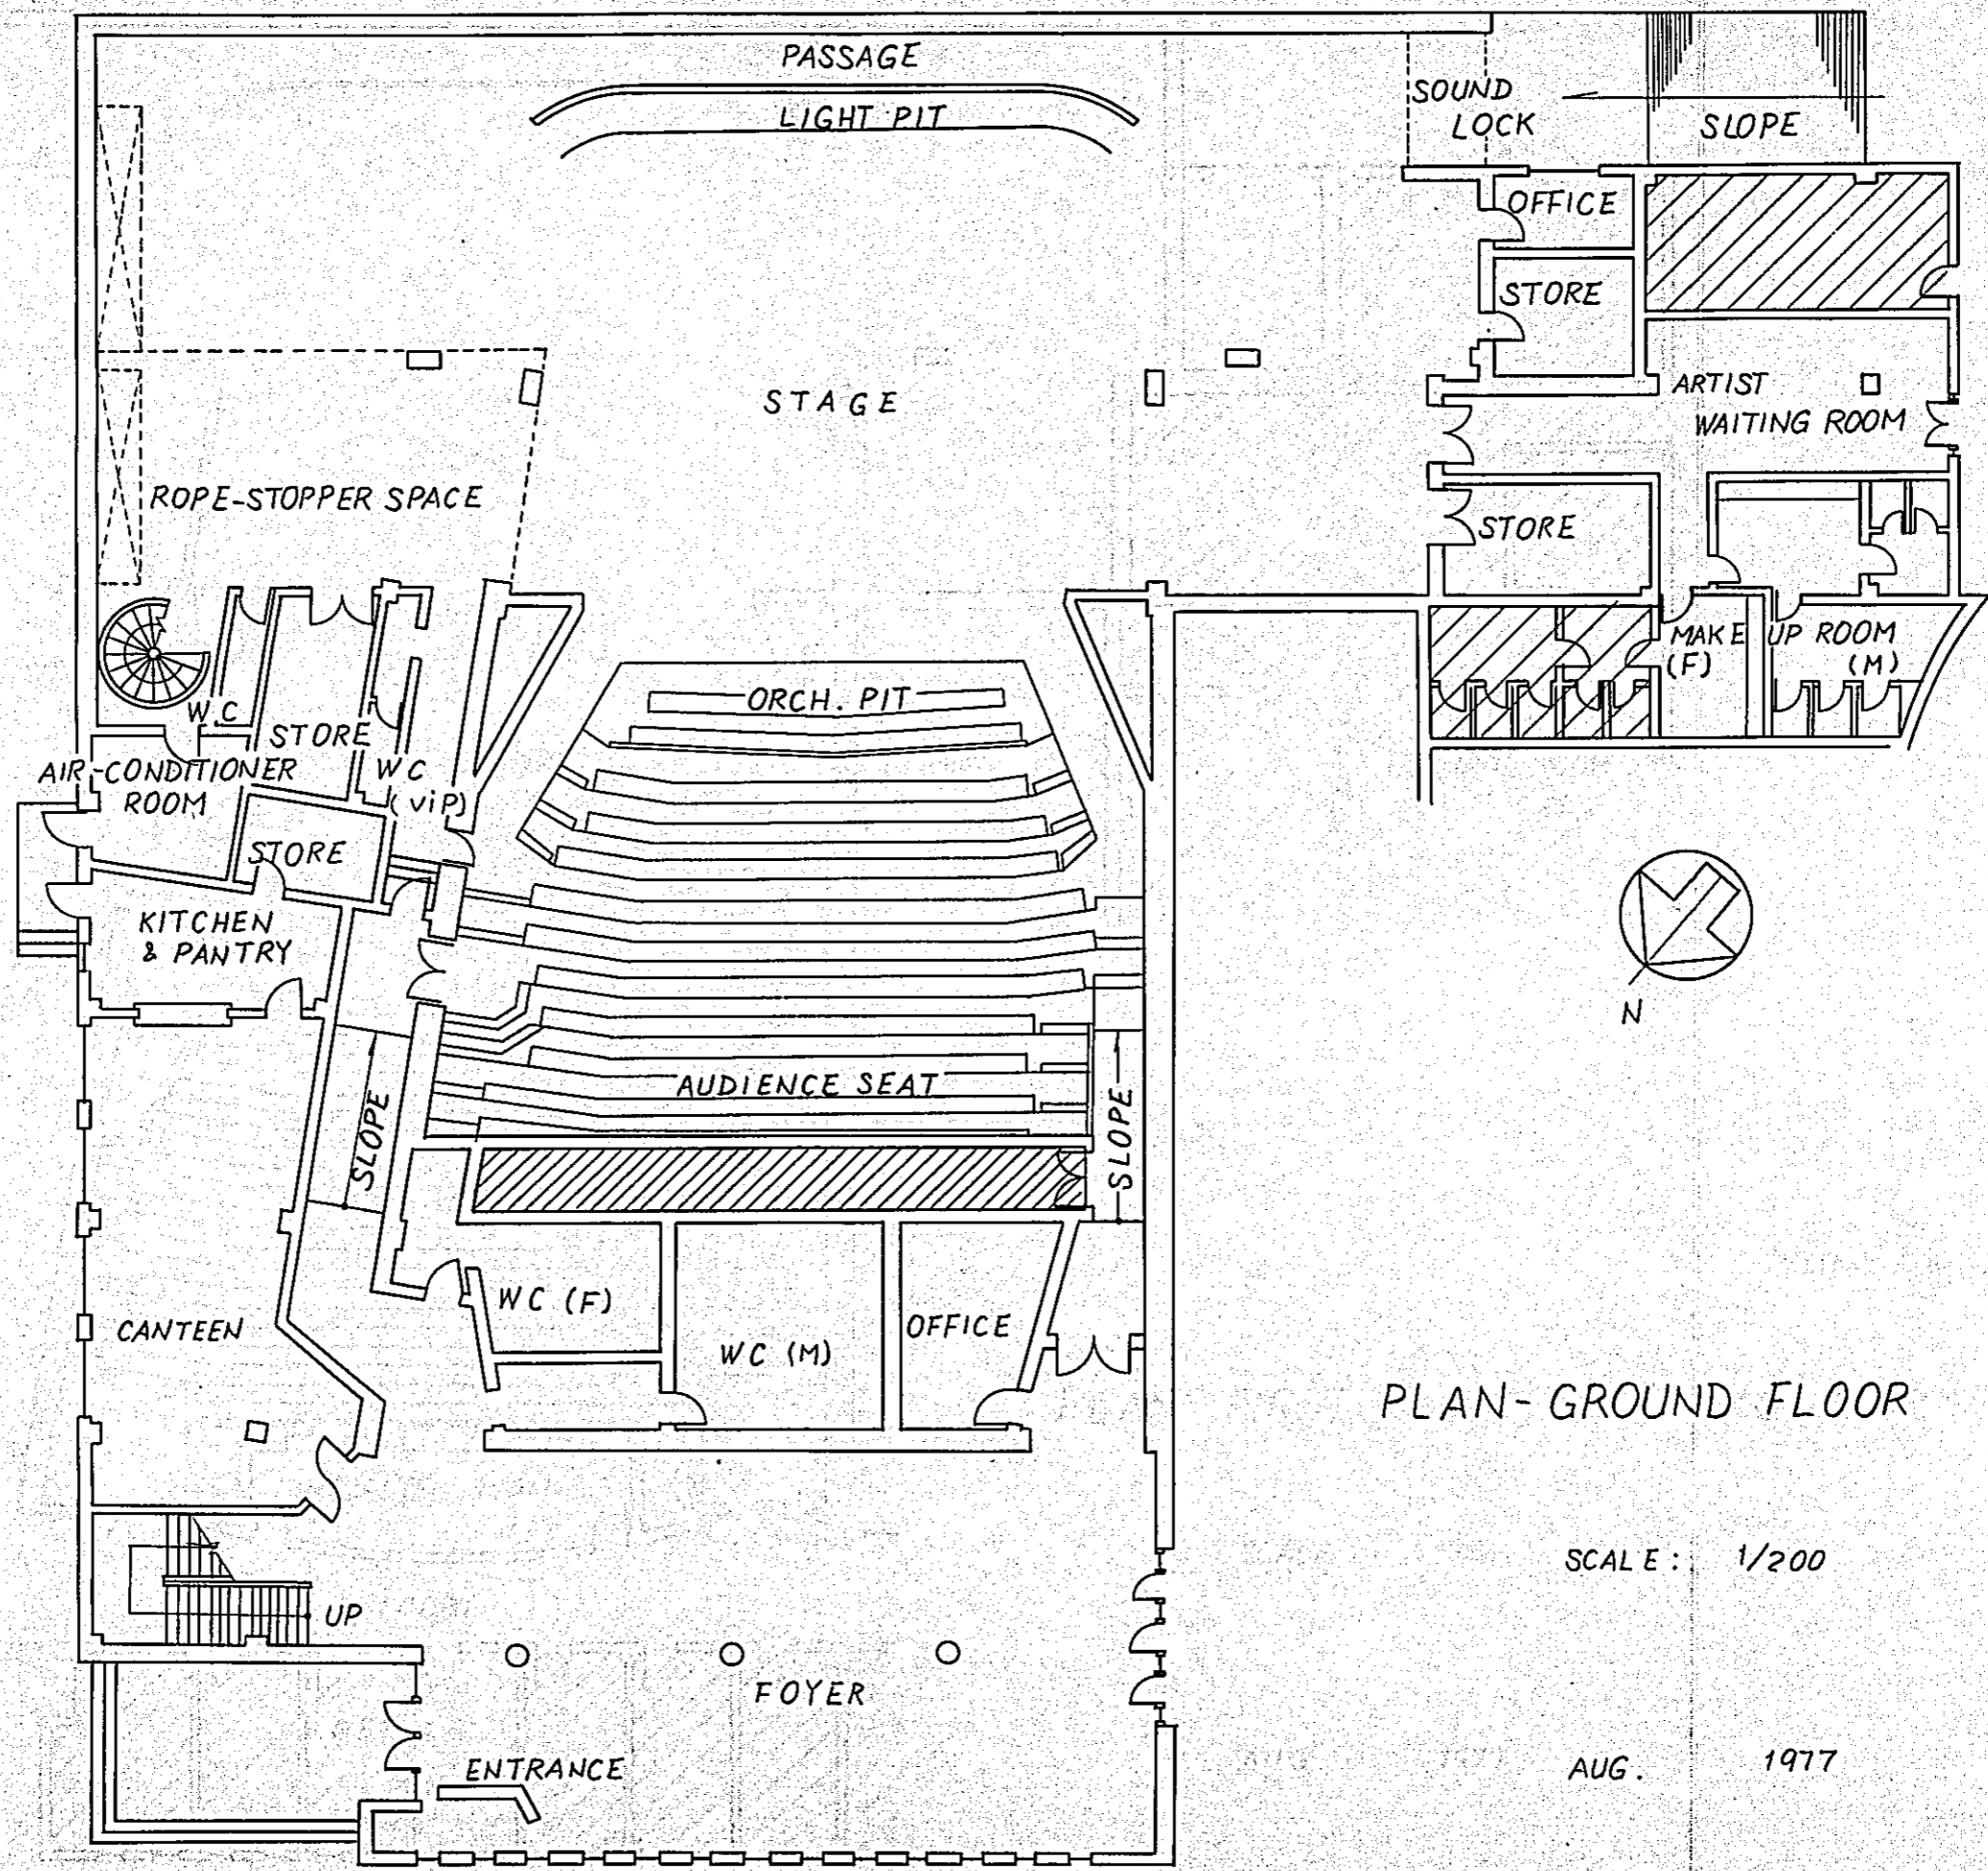 PASSAGE
LIGHT PIT
SOUND
LOCK
SLOPE
OFFICE
STORE
STAGE
ARTIST
WAITING ROOM
ROPE-STOPPER SPACE
STORE
MAKE UP ROOM
(F)
(M)
ORCH. PIT
W.C
STORE
AIR-CONDITIONER
ROOM
WC
(ViP)
STORE
KITCHEN
& PANTRY
N
AUDIENCE SEAT
SLOPE
SLOPE
WC (F)
CANTEEN
WC (M)
OFFICE
PLAN-GROUND FLOOR
SCALE: 1/200
UP
FOYER
ENTRANCE
AUG. 1977